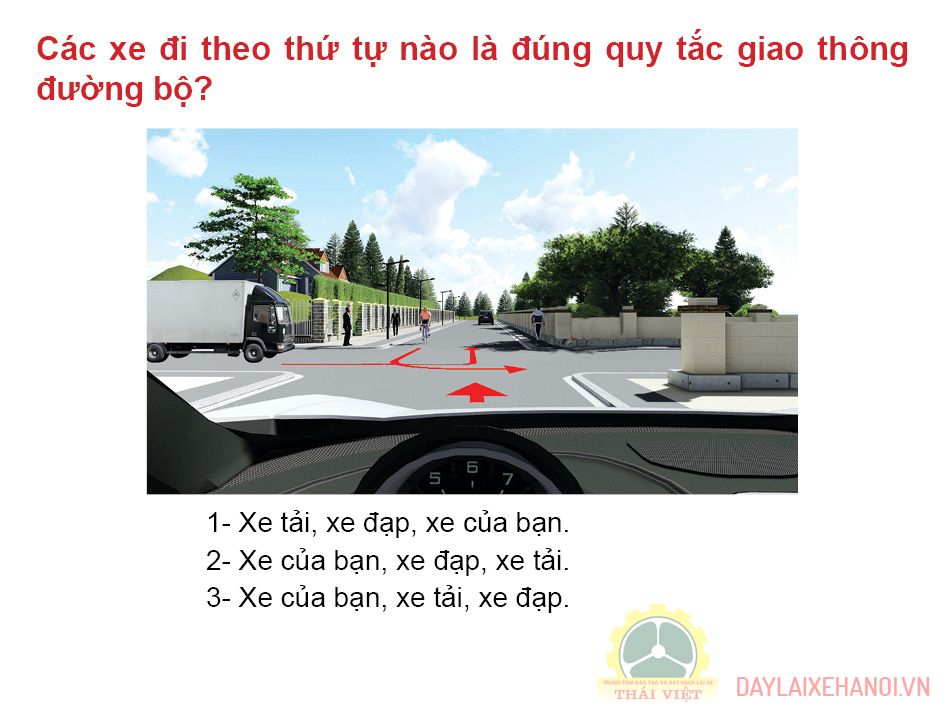 Các xe đi theo thứ tự nào là đúng quy tắc giao thông
đường bộ?
5 6 7
1- Xe tải, xe đạp, xe của bạn.
2- Xe của bạn, xe đạp, xe tải.
3- Xe của bạn, xe tải, xe đạp.
TRUNG TÂM ĐÀO TẠO VÀ SÁT HẠCH LÁI XE
THÁI VIỆT
DAYLAIXEHANOI.VN